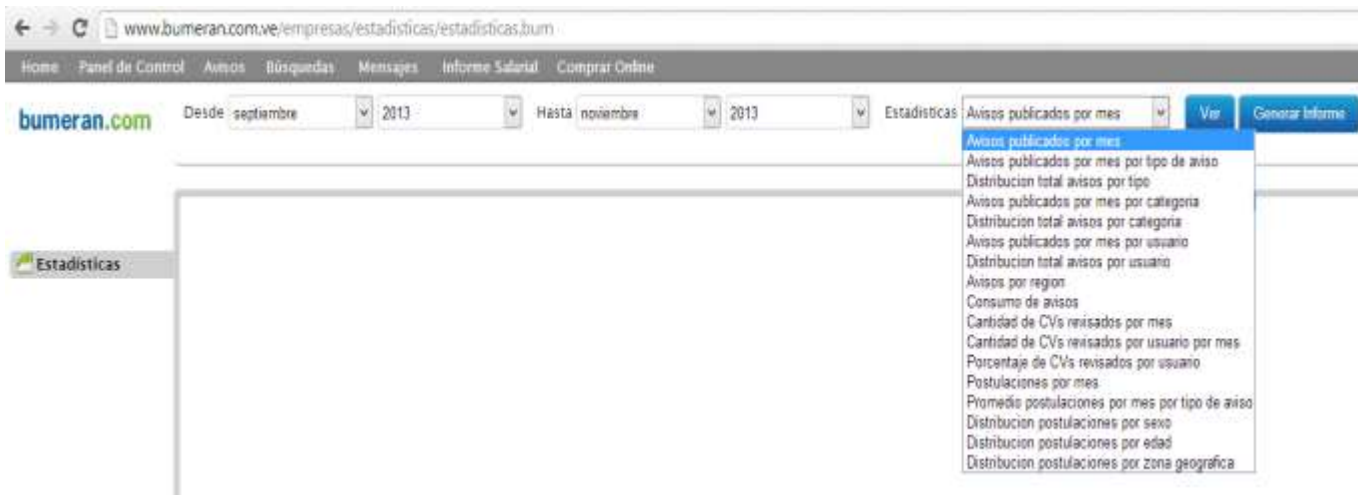 www.bumeran.com.ve/empresas/estadisticas/estadisticas.bum
Home Panel de Control Avisos Búsquedas Mensajes Informe Salarial Comprar Online
bumeran.com Desde septiembre 2013 Hasta noviembre 2013 Estadisticas Avisos publicados por mes Ver Generar Informe
Avisos publicados por mes
Avisos publicados por mes por tipo de aviso
Distribucion total avisos por tipo
Avisos publicados por mes por categoria
Distribucion total avisos por categoria
Avisos publicados por mes por usuario
Distribucion total avisos por usuario
Avisos por region
Consumo de avisos
Cantidad de CVs revisados por mes
Cantidad de CVs revisados por usuario por mes
Porcentaje de CVs revisados por usuario
Postulaciones por mes
Promedio postulaciones por mes por tipo de aviso
Distribucion postulaciones por sexo
Distribucion postulaciones por edad
Distribucion postulaciones por zona geografica
Estadísticas